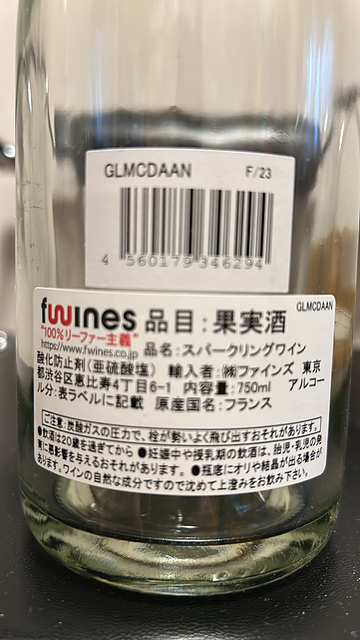 GLMCDAAN F/23
4 560179 346294
GLMCDAAN
fwines 品目:果実酒
"100%リーファー主義"
https://www.fwines.co.jp 品名:スパークリングワイン
酸化防止剤(亜硫酸塩) 輸入者:㈱ファインズ 東京
都渋谷区恵比寿4丁目6-1 内容量:750ml アルコー
ル分:表ラベルに記載 原産国名:フランス
ご注意:炭酸ガスの圧力で、栓が勢いよく飛び出すおそれがあります。
●飲酒は20歳を過ぎてから ●妊娠中や授乳期の飲酒は、胎児・乳児の発
育に悪影響を与えるおそれがあります。 ●瓶底にオリや結晶が出る場合が
あります。ワインの自然な成分ですので沈めて上澄みをお飲み下さい。